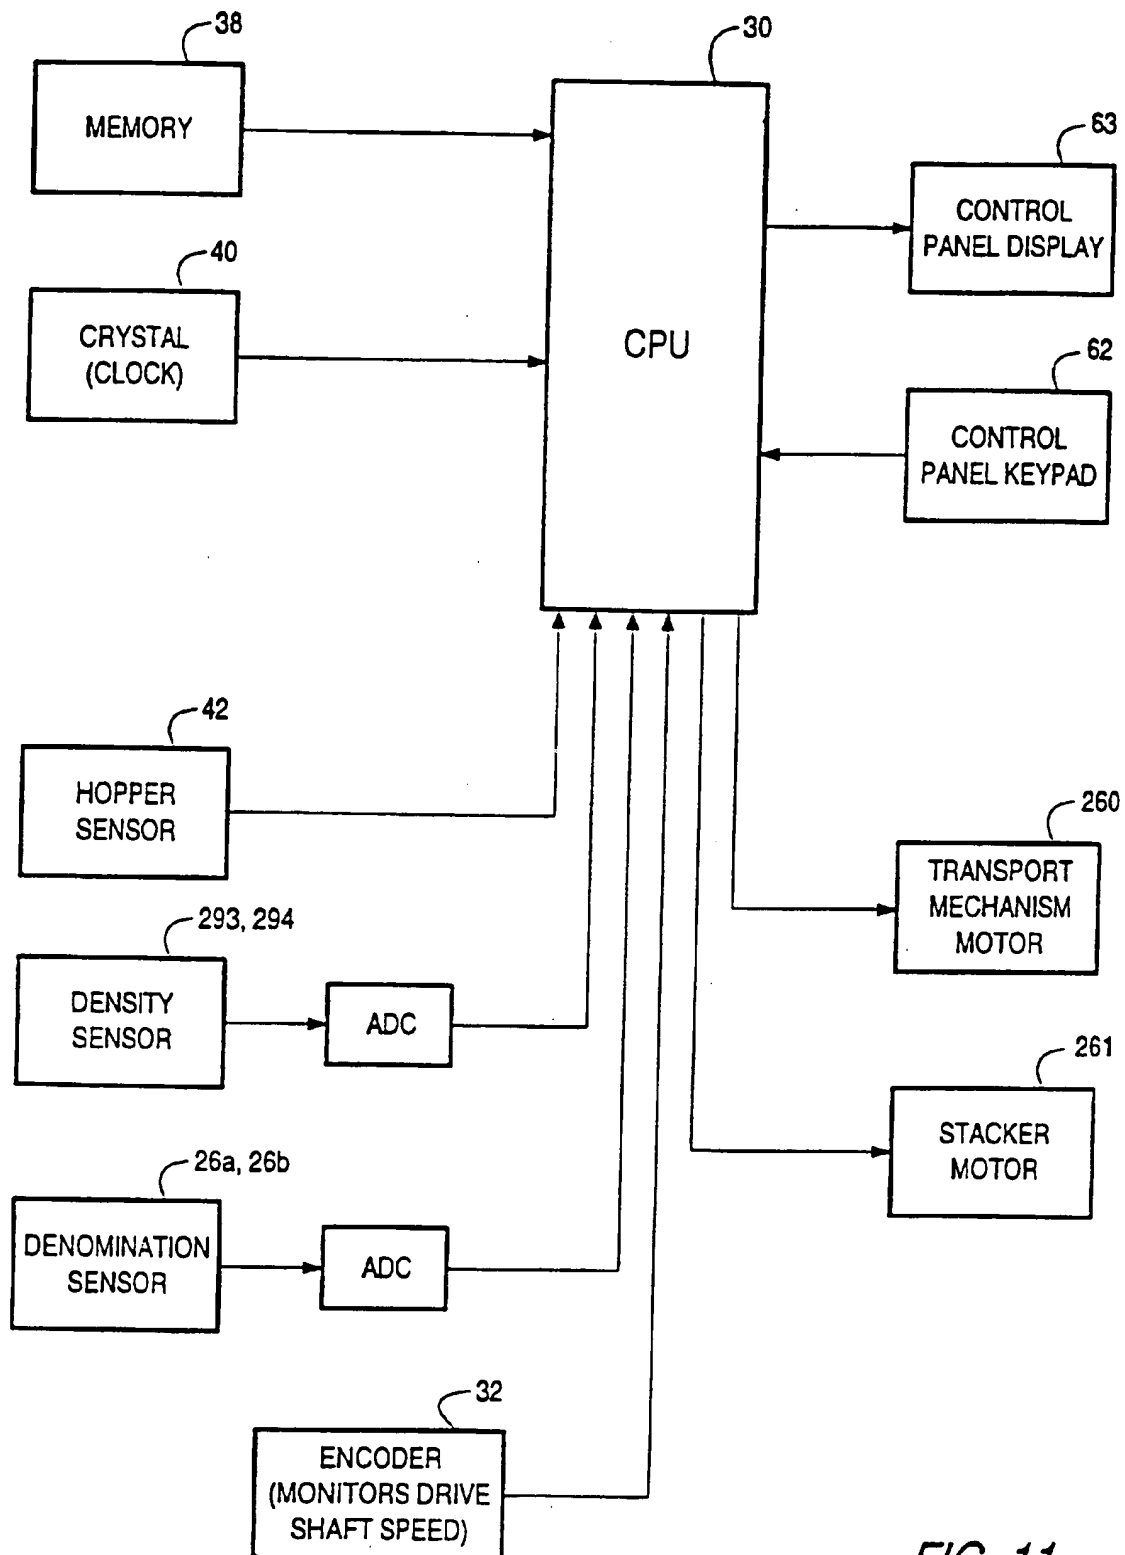 38
MEMORY
30
CPU
63
CONTROL
PANEL DISPLAY
40
CRYSTAL
(CLOCK)
62
CONTROL
PANEL KEYPAD
42
HOPPER
SENSOR
260
TRANSPORT
MECHANISM
MOTOR
293, 294
DENSITY
SENSOR
ADC
261
STACKER
MOTOR
26a, 26b
DENOMINATION
SENSOR
ADC
32
ENCODER
(MONITORS DRIVE
SHAFT SPEED)
FIG. 11